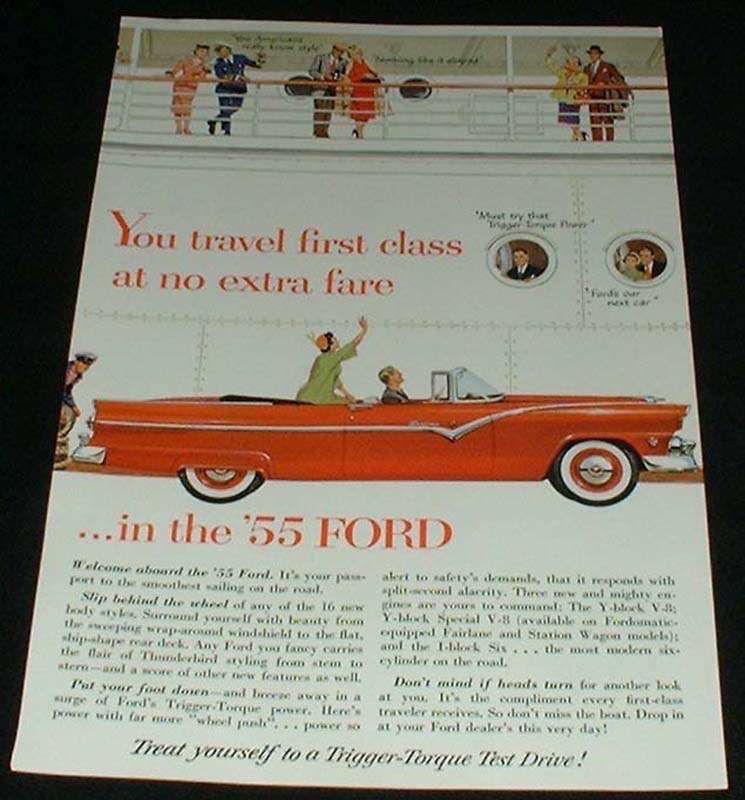 "You Americans
really know style"
"Nothing like it abroad"
"Must try that
Trigger-Torque Power"
You travel first class
at no extra fare
"Ford's our
next car"
...in the '55 FORD
Welcome aboard the '55 Ford. It's your pass-
port to the smoothest sailing on the road.
Slip behind the wheel of any of the 16 new
body styles. Surround yourself with beauty from
the sweeping wrap-around windshield to the flat,
ship-shape rear deck. Any Ford you fancy carries
the flair of Thunderbird styling from stem to
stern—and a score of other new features as well.
Put your foot down—and breeze away in a
surge of Ford's Trigger-Torque power. Here's
power with far more "wheel push". . . power so
alert to safety's demands, that it responds with
split-second alacrity. Three new and mighty en-
gines are yours to command: The Y-block V-8;
Y-block Special V-8 (available on Fordomatic-
equipped Fairlane and Station Wagon models);
and the I-block Six . . . the most modern six-
cylinder on the road.
Don't mind if heads turn for another look
at you. It's the compliment every first-class
traveler receives. So don't miss the boat. Drop in
at your Ford dealer's this very day!
Treat yourself to a Trigger-Torque Test Drive!